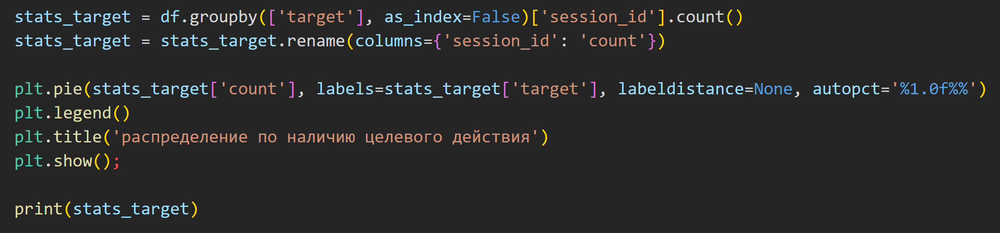 stats_target = df.groupby(['target'], as_index=False)['session_id'].count()
stats_target = stats_target.rename(columns={'session_id': 'count'})
plt.pie(stats_target['count'], labels=stats_target['target'], labeldistance=None, autopct='%1.0f%%')
plt.legend()
plt.title('распределение по наличию целевого действия')
plt.show();
print(stats_target)